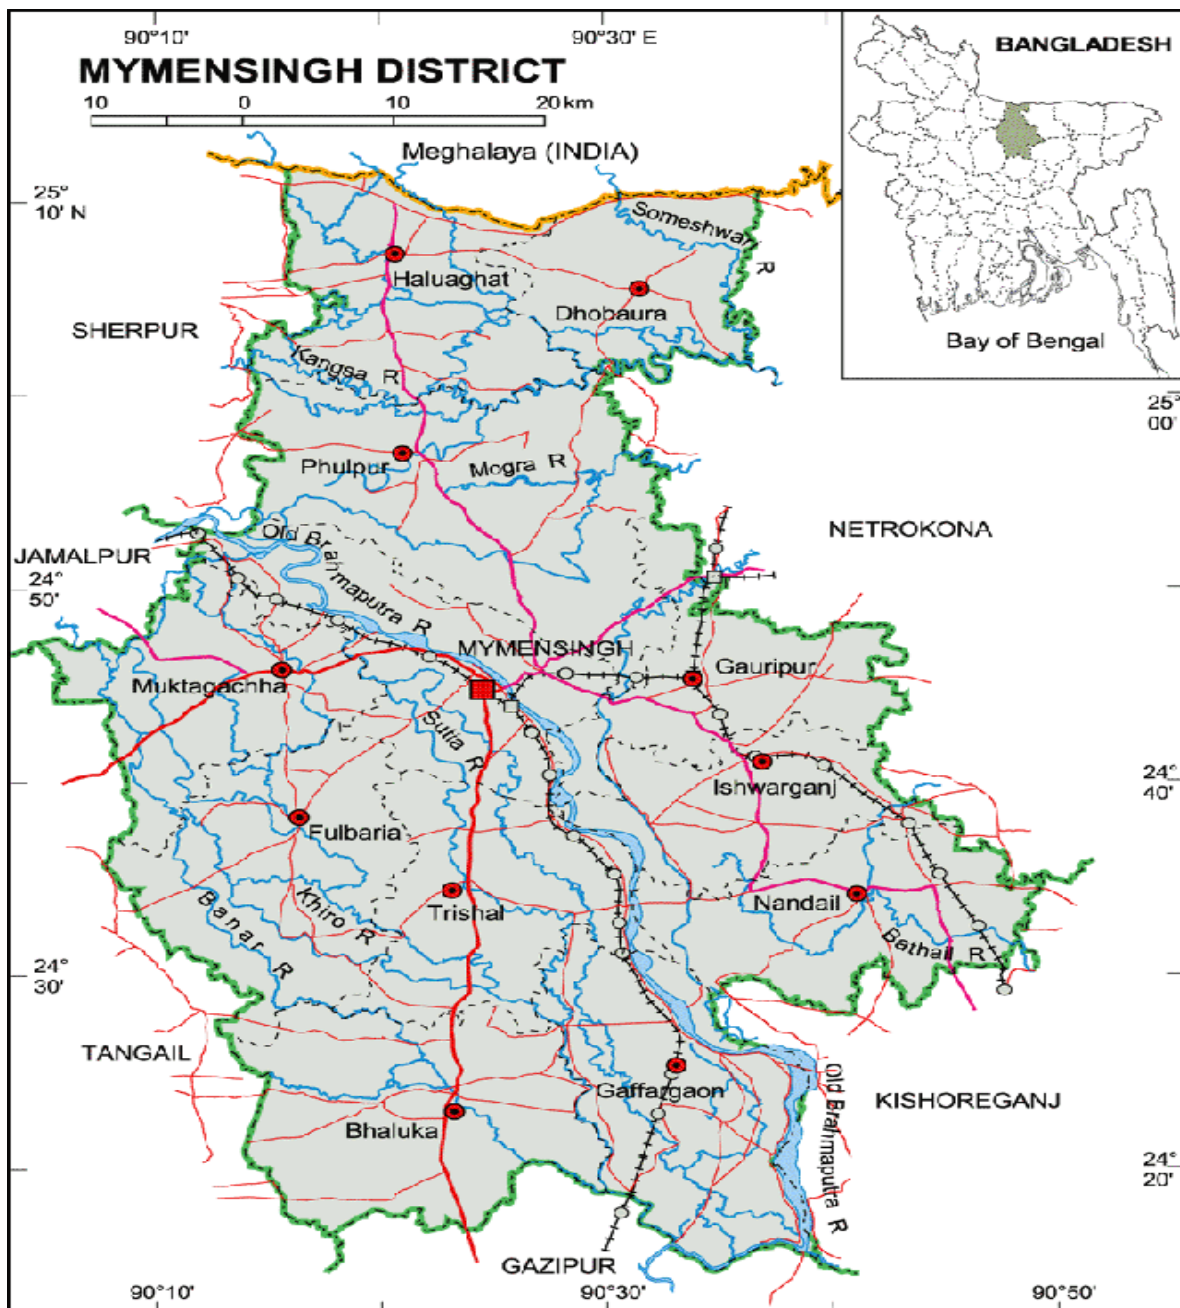 90°10'
90°30' E
MYMENSINGH DISTRICT
10 0 10 20 km
BANGLADESH
Meghalaya (INDIA)
25°
10' N
Someshwari R
Haluaghat
Dhobaura
SHERPUR
Bay of Bengal
Kangsa R
25°
00'
Phulpur
Mogra R
NETROKONA
Old Brahmaputra R
JAMALPUR
24°
50'
MYMENSINGH
Gauripur
Muktagachha
Sutia R
Ishwarganj
24°
40'
Fulbaria
Khiro R
Trishal
Nandail
Banar R
Bathail R
24°
30'
TANGAIL
Gaffargaon
Old Brahmaputra R
KISHOREGANJ
Bhaluka
24°
20'
GAZIPUR
90°10'
90°30'
90°50'